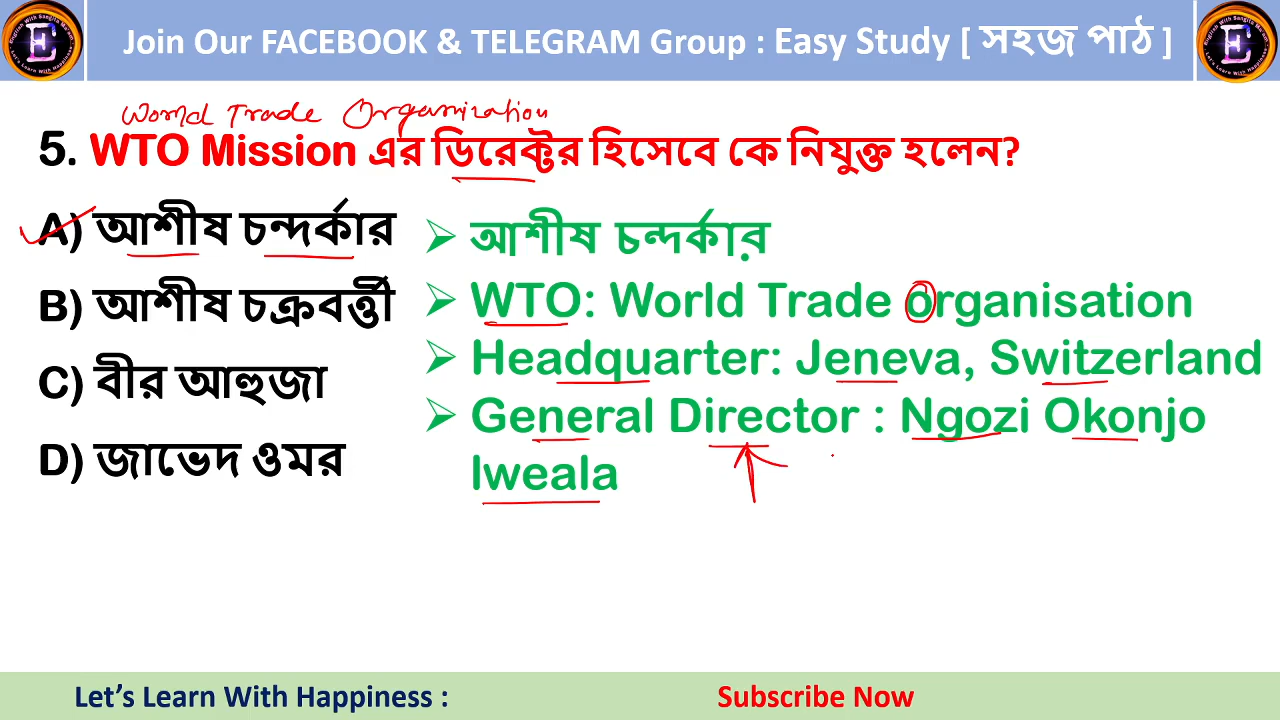 Join Our FACEBOOK & TELEGRAM Group : Easy Study [ সহজ পাঠ ]
World Trade Organization
5. WTO Mission এর ডিরেক্টর হিসেবে কে নিযুক্ত হলেন?
A) আশীষ চন্দর্কার
B) আশীষ চক্রবর্ত্তী
C) বীর আহুজা
D) জাভেদ ওমর
➢ আশীষ চন্দর্কার
➢ WTO: World Trade organisation
➢ Headquarter: Jeneva, Switzerland
➢ General Director : Ngozi Okonjo
Iweala
Let's Learn With Happiness :
Subscribe Now